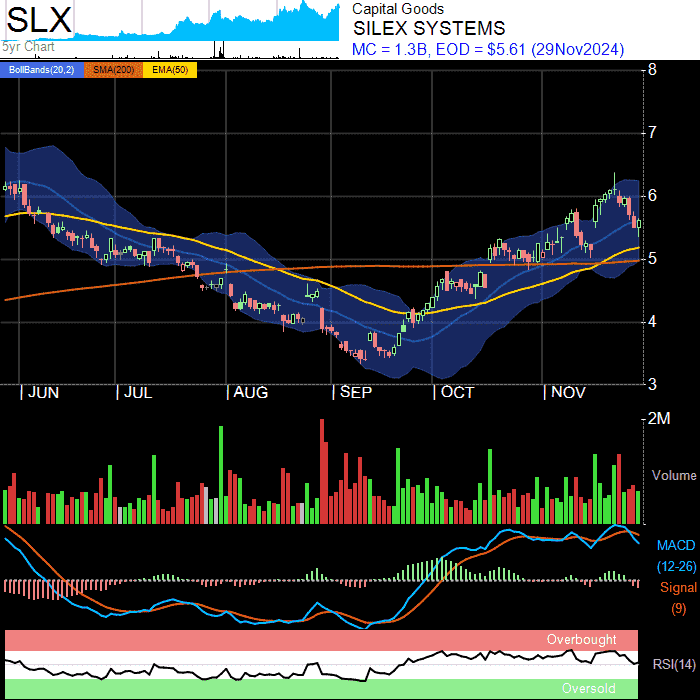 SLX
5yr Chart
Capital Goods
SILEX SYSTEMS
MC = 1.3B, EOD = $5.61 (29Nov2024)
BollBands(20,2) SMA(200) EMA(50)
8
7
6
5
4
3
JUN JUL AUG SEP OCT NOV
2M
Volume
MACD
(12-26)
Signal
(9)
Overbought
RSI(14)
Oversold